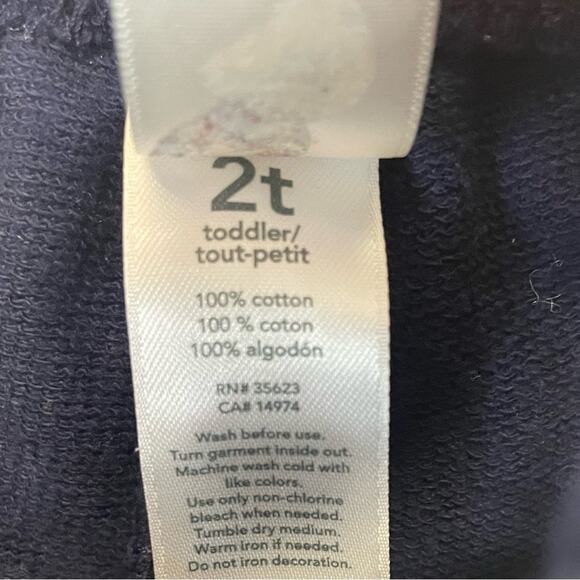 2t
toddler/
tout-petit
100% cotton
100 % coton
100% algodón
RN# 35623
CA# 14974
Wash before use.
Turn garment inside out.
Machine wash cold with
like colors.
Use only non-chlorine
bleach when needed.
Tumble dry medium.
Warm iron if needed.
Do not iron decoration.